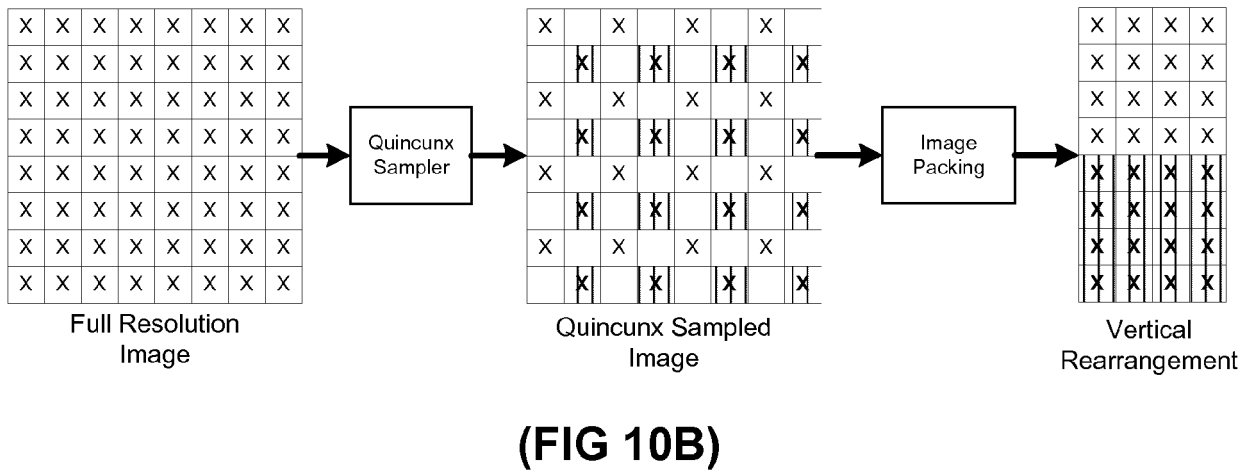 X X X X X X X X X X X X X X X X
X X X X X X X X X X X X X X X X
X X X X X X X X X X X X X X X X
X X X X X X X X X X X X X X X X
X X X X X X X X X X X X X X X X
X X X X X X X X X X X X X X X X
X X X X X X X X X X X X X X X X
X X X X X X X X X X X X X X X X
Quincunx
Sampler
Image
Packing
Full Resolution
Image
Quincunx Sampled
Image
Vertical
Rearrangement
(FIG 10B)